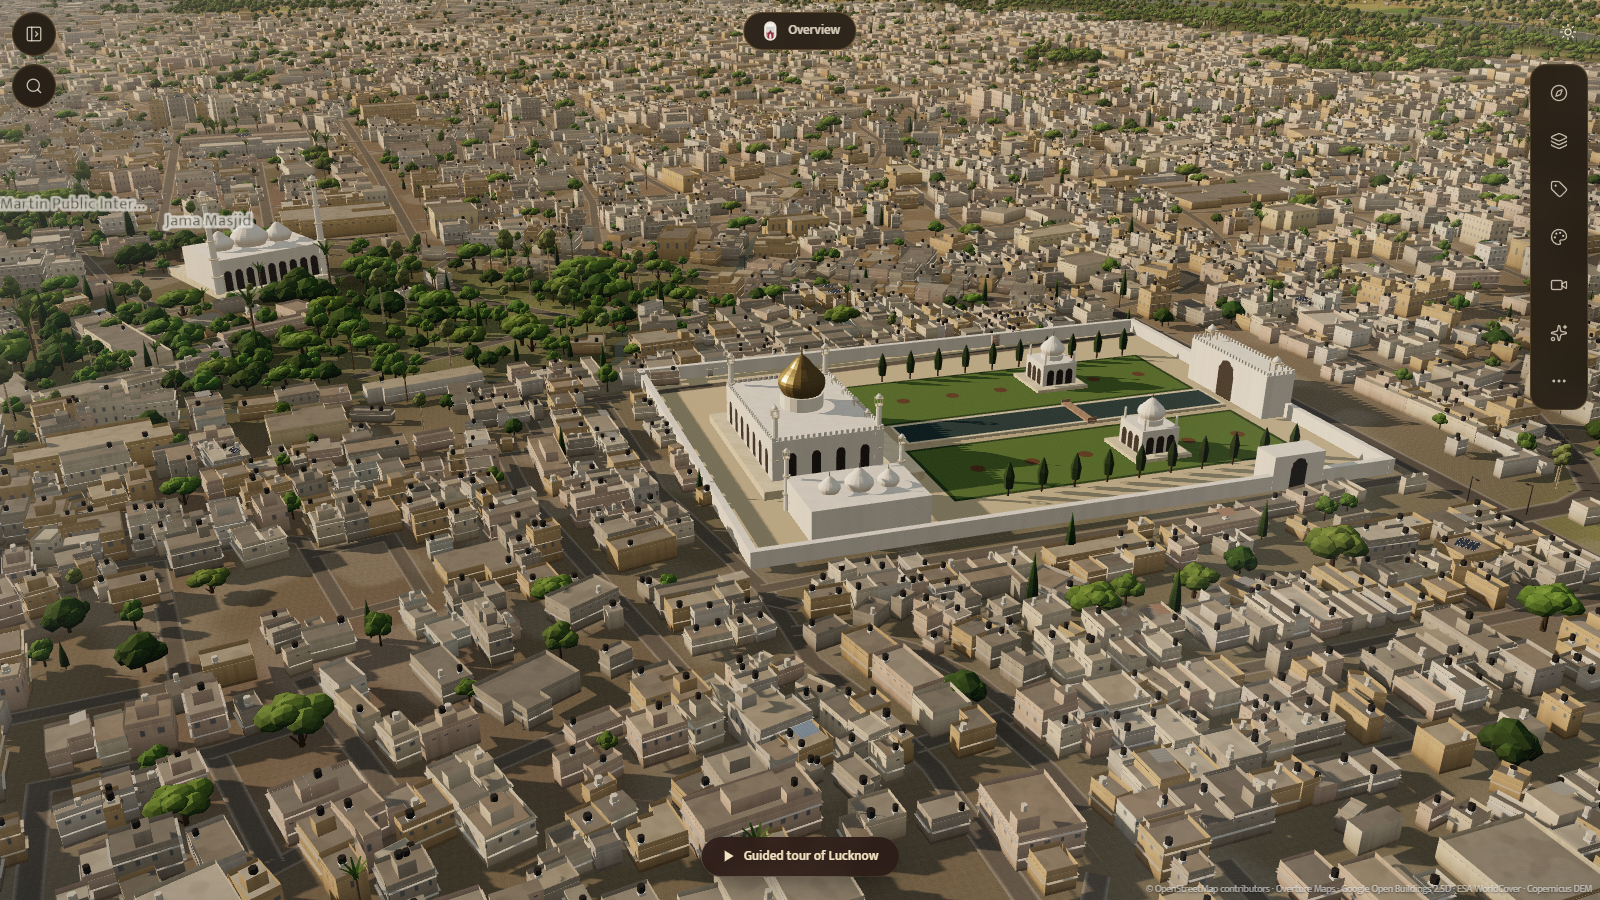 Overview
Martin Public Inter...
Jama Masjid
Guided tour of Lucknow
© OpenStreetMap contributors · Overture Maps · Google Open Buildings 2.5D · ESA WorldCover · Copernicus DEM